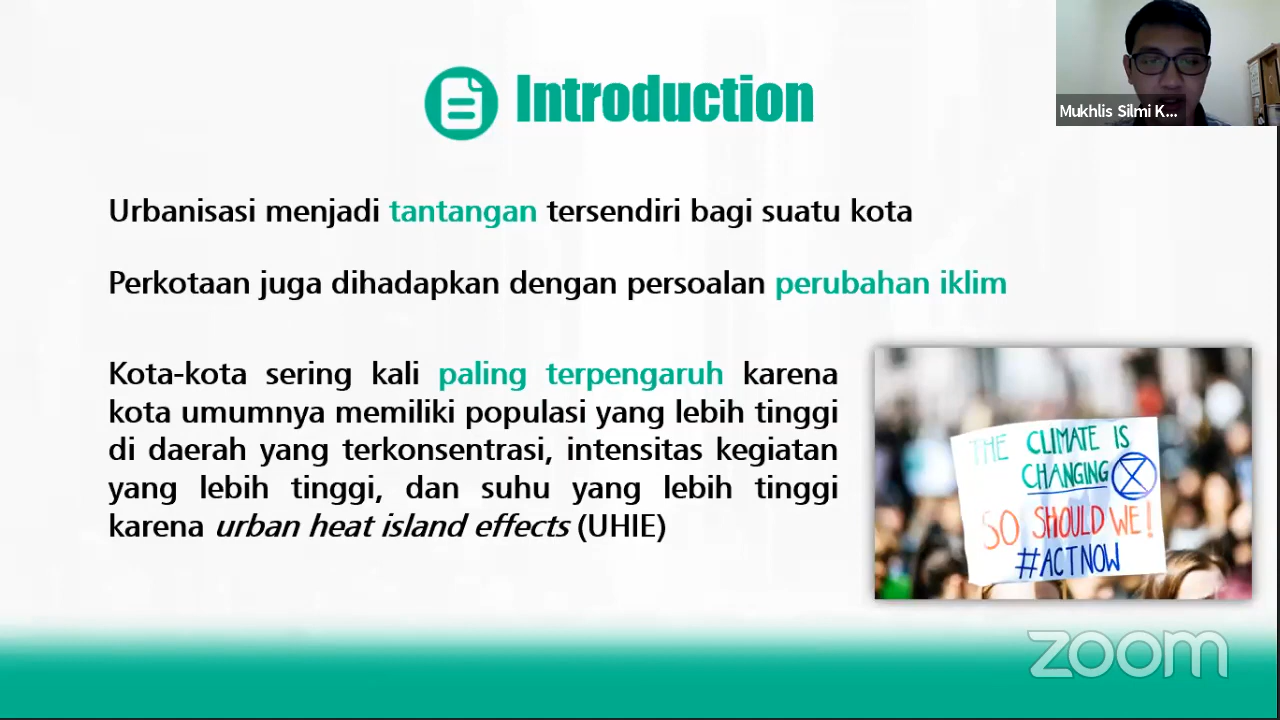 Introduction
Mukhlis Silmi K...
Urbanisasi menjadi tantangan tersendiri bagi suatu kota
Perkotaan juga dihadapkan dengan persoalan perubahan iklim
Kota-kota sering kali paling terpengaruh karena
kota umumnya memiliki populasi yang lebih tinggi
di daerah yang terkonsentrasi, intensitas kegiatan
yang lebih tinggi, dan suhu yang lebih tinggi
karena urban heat island effects (UHIE)
THE CLIMATE IS
CHANGING
SO SHOULD WE!
#ACTNOW
zoom